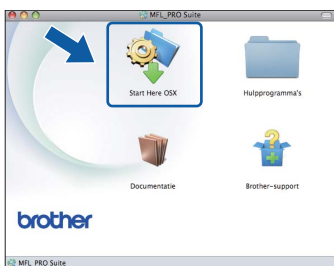 MFL_PRO Suite
Start Here OSX
Hulpprogramma's
Documentatie
Brother-support
brother
MFL_PRO Suite